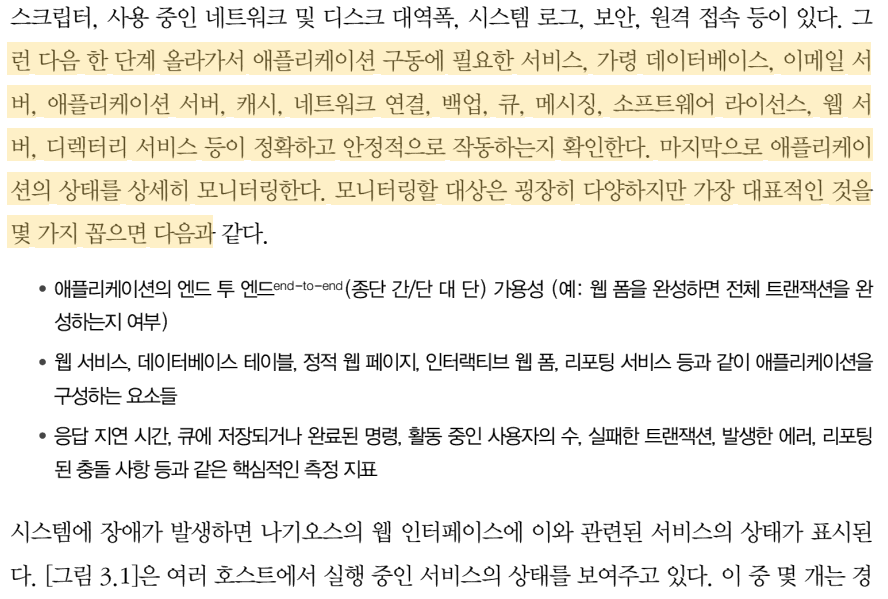 스크립터, 사용 중인 네트워크 및 디스크 대역폭, 시스템 로그, 보안, 원격 접속 등이 있다. 그
런 다음 한 단계 올라가서 애플리케이션 구동에 필요한 서비스, 가령 데이터베이스, 이메일 서
버, 애플리케이션 서버, 캐시, 네트워크 연결, 백업, 큐, 메시징, 소프트웨어 라이선스, 웹 서
버, 디렉터리 서비스 등이 정확하고 안정적으로 작동하는지 확인한다. 마지막으로 애플리케이
션의 상태를 상세히 모니터링한다. 모니터링할 대상은 굉장히 다양하지만 가장 대표적인 것을
몇 가지 꼽으면 다음과 같다.
• 애플리케이션의 엔드 투 엔드end-to-end(종단 간/단 대 단) 가용성 (예: 웹 폼을 완성하면 전체 트랜잭션을 완
성하는지 여부)
• 웹 서비스, 데이터베이스 테이블, 정적 웹 페이지, 인터랙티브 웹 폼, 리포팅 서비스 등과 같이 애플리케이션을
구성하는 요소들
• 응답 지연 시간, 큐에 저장되거나 완료된 명령, 활동 중인 사용자의 수, 실패한 트랜잭션, 발생한 에러, 리포팅
된 충돌 사항 등과 같은 핵심적인 측정 지표
시스템에 장애가 발생하면 나기오스의 웹 인터페이스에 이와 관련된 서비스의 상태가 표시된
다. [그림 3.1]은 여러 호스트에서 실행 중인 서비스의 상태를 보여주고 있다. 이 중 몇 개는 경